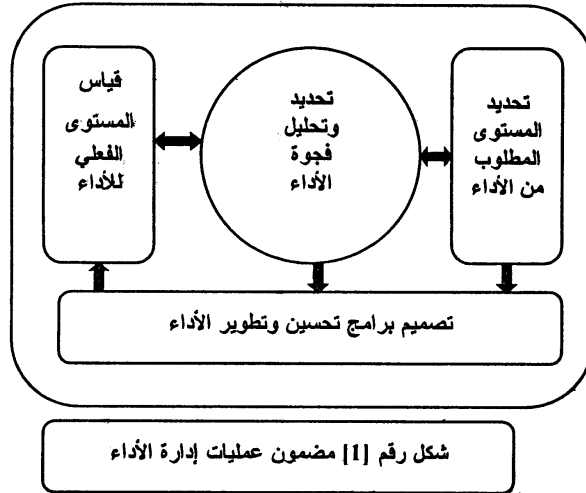 تحديد
المستوى
المطلوب
من الأداء
تحديد
وتحليل
فجوة
الأداء
قياس
المستوى
الفعلي
للأداء
تصميم برامج تحسين وتطوير الأداء
شكل رقم [1] مضمون عمليات إدارة الأداء